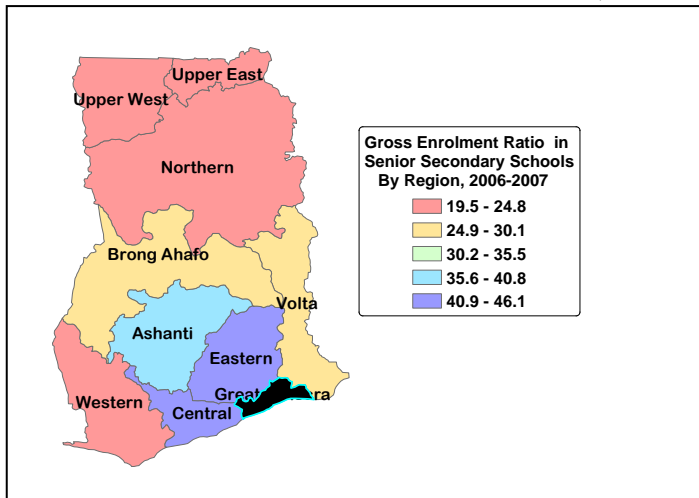 Upper East
Upper West
Northern
Brong Ahafo
Volta
Ashanti
Eastern
Western
Central
Gross Enrolment Ratio in
Senior Secondary Schools
By Region, 2006-2007
19.5 - 24.8
24.9 - 30.1
30.2 - 35.5
35.6 - 40.8
40.9 - 46.1